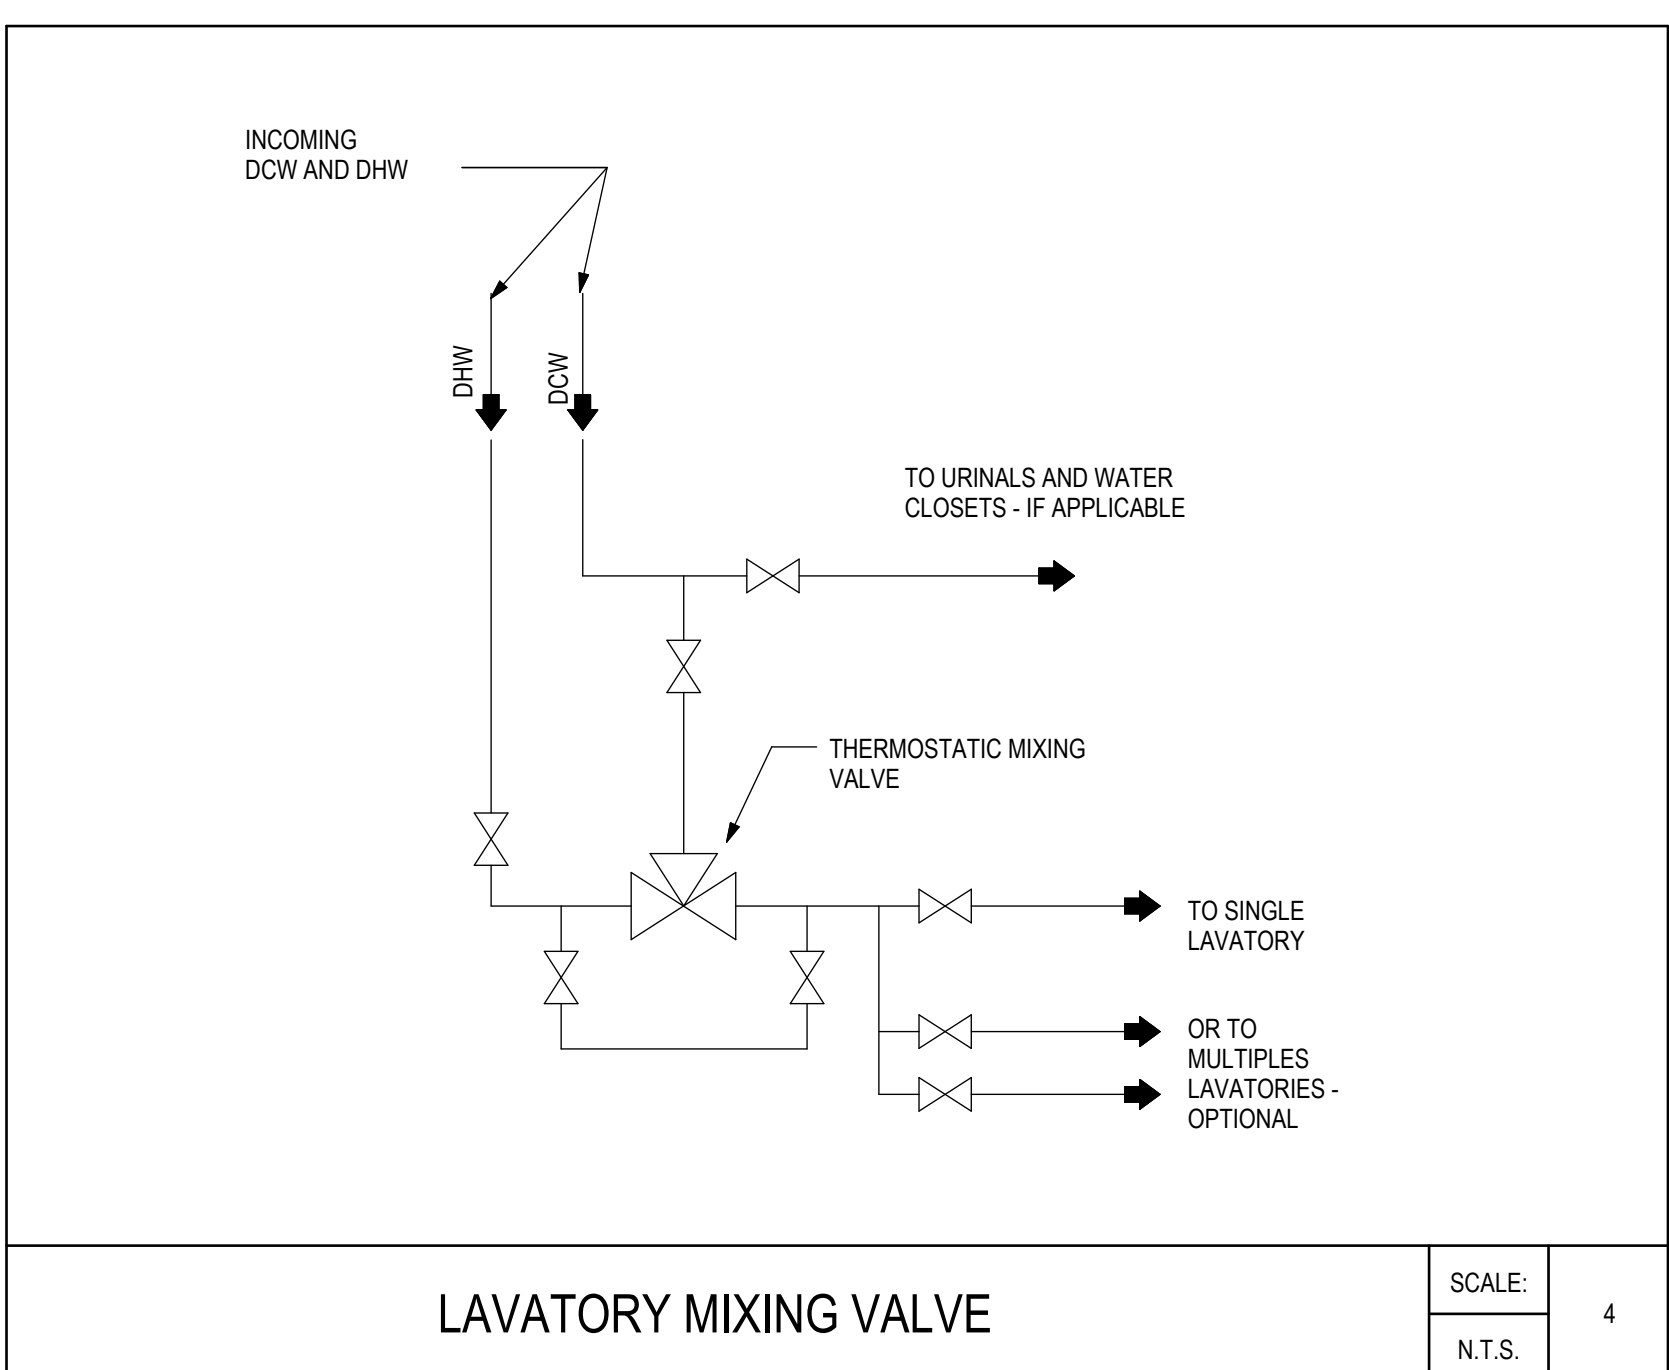 INCOMING
DCW AND DHW
DHW
DCW
TO URINALS AND WATER
CLOSETS - IF APPLICABLE
THERMOSTATIC MIXING
VALVE
TO SINGLE
LAVATORY
OR TO
MULTIPLES
LAVATORIES -
OPTIONAL
LAVATORY MIXING VALVE
SCALE:
N.T.S.
4